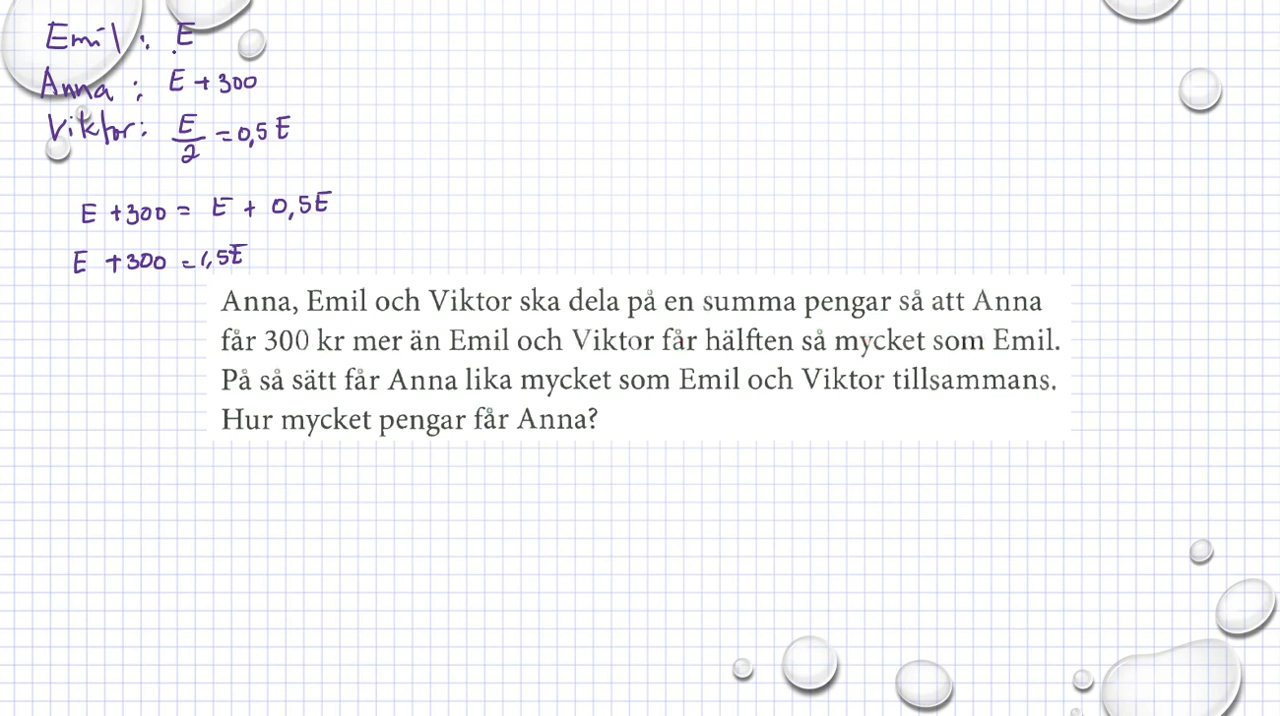 Emil: E
Anna: E + 300
Viktor: E/2 = 0,5E
E + 300 = E + 0,5E
E + 300 = 1,5E
Anna, Emil och Viktor ska dela på en summa pengar så att Anna
får 300 kr mer än Emil och Viktor får hälften så mycket som Emil.
På så sätt får Anna lika mycket som Emil och Viktor tillsammans.
Hur mycket pengar får Anna?